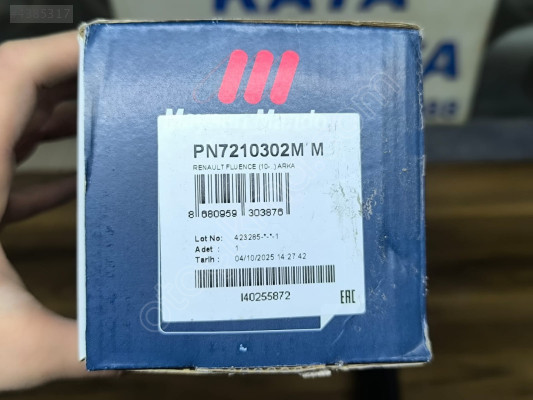 KATA
PN7210302M M
RENAULT FLUENCE (10-..) ARKA
8 680959 303876
Lot No: 423285-*-*-1
Adet : 1
Tarih : 04/10/2025 14:27:42
I40255872
EAC